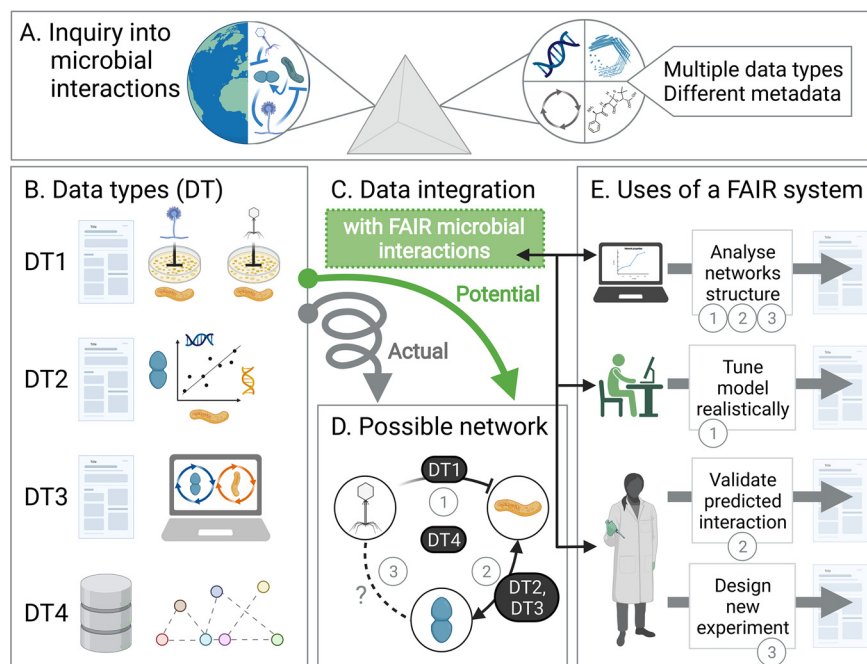 A. Inquiry into
microbial
interactions
Multiple data types
Different metadata
B. Data types (DT)
DT1
DT2
DT3
DT4
C. Data integration
with FAIR microbial
interactions
Potential
Actual
D. Possible network
DT1
1
DT4
3
2
?
DT2,
DT3
E. Uses of a FAIR system
Analyse
networks
structure
1 2 3
Tune
model
realistically
1
Validate
predicted
interaction
2
Design
new
experiment
3